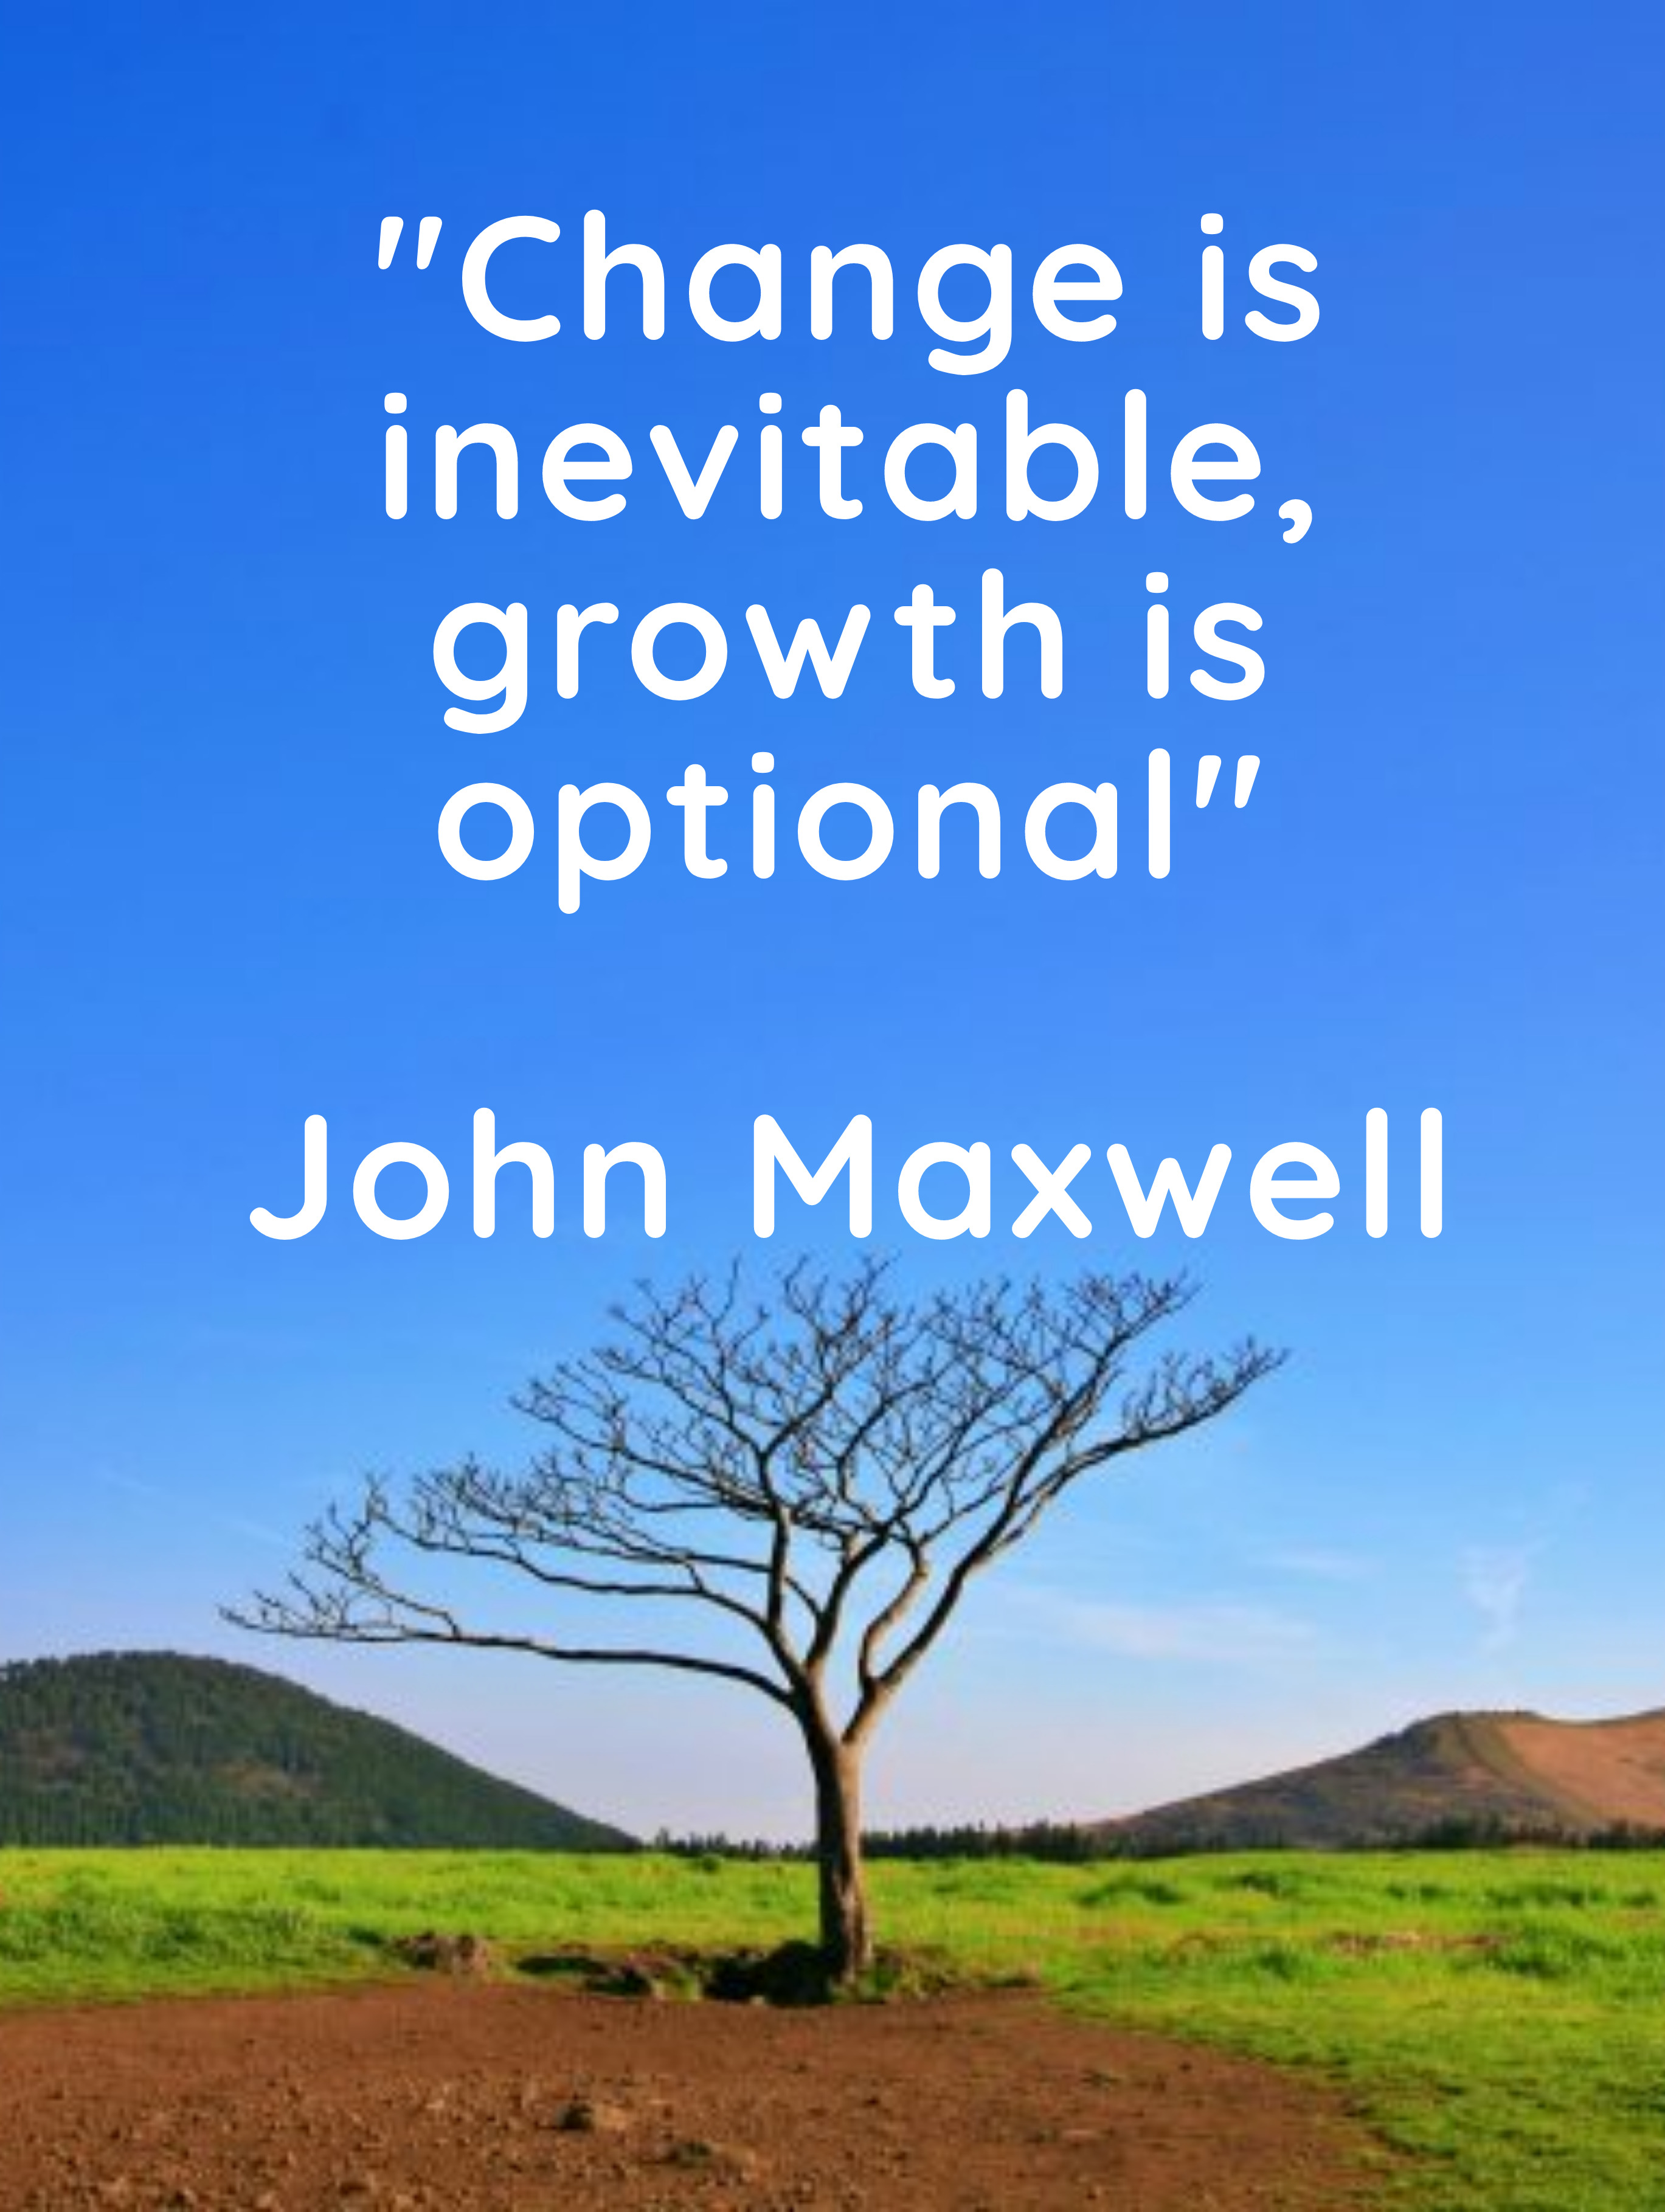 "Change is
inevitable,
growth is
optional"
John Maxwell